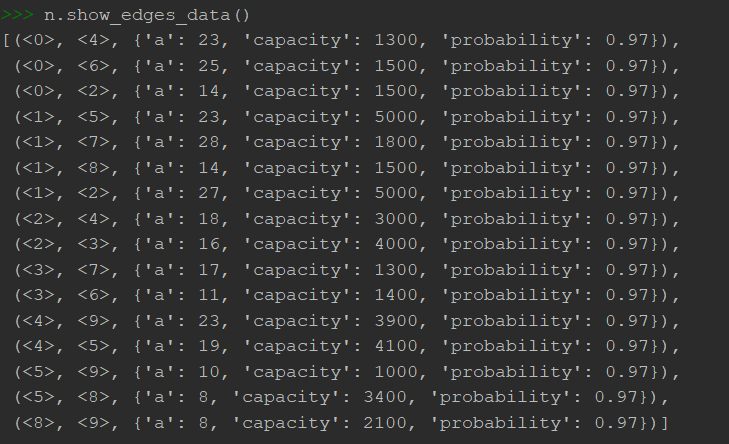 >>> n.show_edges_data()
[(<0>, <4>, {'a': 23, 'capacity': 1300, 'probability': 0.97}),
 (<0>, <6>, {'a': 25, 'capacity': 1500, 'probability': 0.97}),
 (<0>, <2>, {'a': 14, 'capacity': 1500, 'probability': 0.97}),
 (<1>, <5>, {'a': 23, 'capacity': 5000, 'probability': 0.97}),
 (<1>, <7>, {'a': 28, 'capacity': 1800, 'probability': 0.97}),
 (<1>, <8>, {'a': 14, 'capacity': 1500, 'probability': 0.97}),
 (<1>, <2>, {'a': 27, 'capacity': 5000, 'probability': 0.97}),
 (<2>, <4>, {'a': 18, 'capacity': 3000, 'probability': 0.97}),
 (<2>, <3>, {'a': 16, 'capacity': 4000, 'probability': 0.97}),
 (<3>, <7>, {'a': 17, 'capacity': 1300, 'probability': 0.97}),
 (<3>, <6>, {'a': 11, 'capacity': 1400, 'probability': 0.97}),
 (<4>, <9>, {'a': 23, 'capacity': 3900, 'probability': 0.97}),
 (<4>, <5>, {'a': 19, 'capacity': 4100, 'probability': 0.97}),
 (<5>, <9>, {'a': 10, 'capacity': 1000, 'probability': 0.97}),
 (<5>, <8>, {'a': 8, 'capacity': 3400, 'probability': 0.97}),
 (<8>, <9>, {'a': 8, 'capacity': 2100, 'probability': 0.97})]